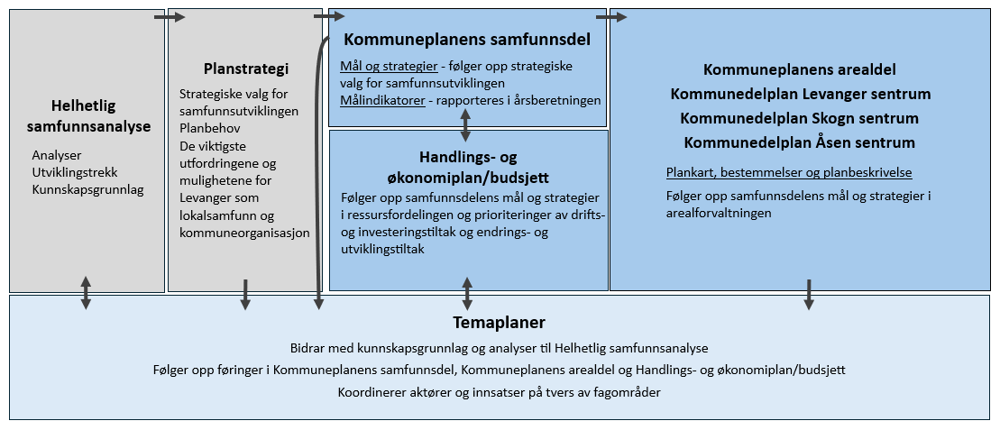 Helhetlig
samfunnsanalyse
Analyser
Utviklingstrekk
Kunnskapsgrunnlag
Planstrategi
Strategiske valg for
samfunnsutviklingen
Planbehov
De viktigste
utfordringene og
mulighetene for
Levanger som
lokalsamfunn og
kommuneorganisasjon
Kommuneplanens samfunnsdel
Mål og strategier - følger opp strategiske
valg for samfunnsutviklingen
Målindikatorer - rapporteres i årsberetningen
Handlings- og
økonomiplan/budsjett
Følger opp samfunnsdelens mål og strategier
i ressursfordelingen og prioriteringer av drifts-
og investeringstiltak og endrings- og
utviklingstiltak
Kommuneplanens arealdel
Kommunedelplan Levanger sentrum
Kommunedelplan Skogn sentrum
Kommunedelplan Åsen sentrum
Plankart, bestemmelser og planbeskrivelse
Følger opp samfunnsdelens mål og strategier i
arealforvaltningen
Temaplaner
Bidrar med kunnskapsgrunnlag og analyser til Helhetlig samfunnsanalyse
Følger opp føringer i Kommuneplanens samfunnsdel, Kommuneplanens arealdel og Handlings- og økonomiplan/budsjett
Koordinerer aktører og innsatser på tvers av fagområder